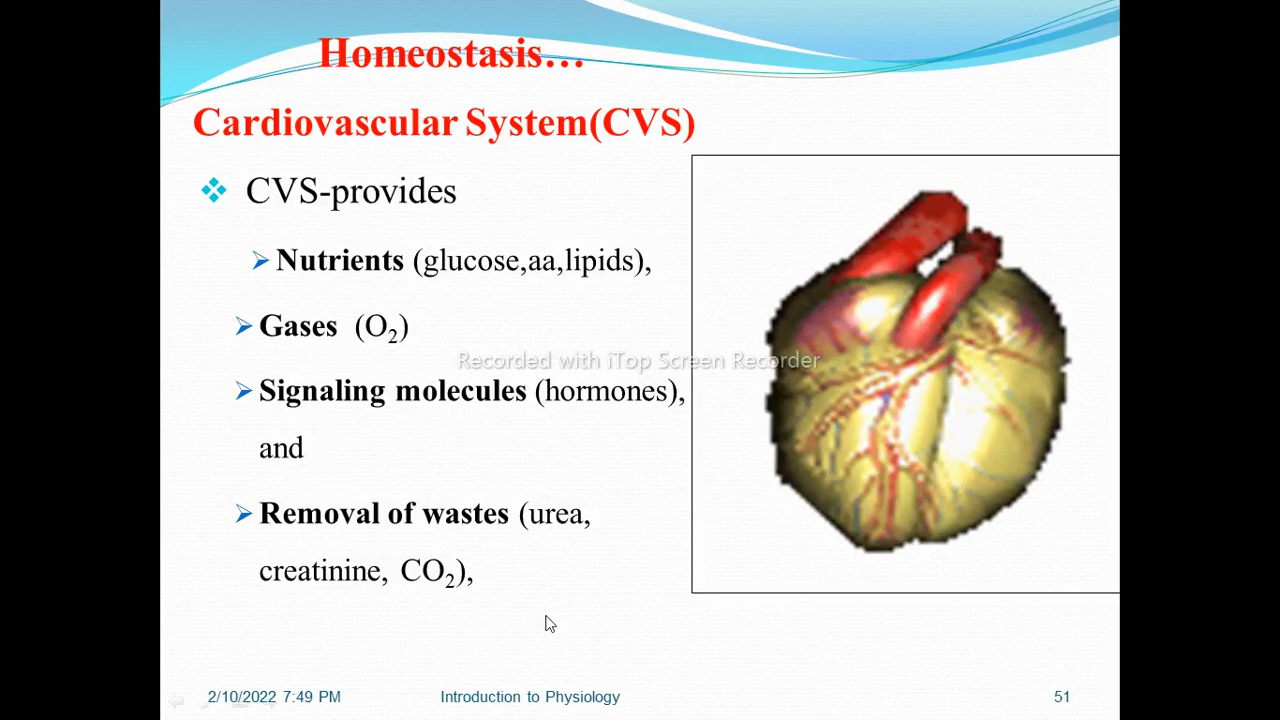 Homeostasis…
Cardiovascular System(CVS)
CVS-provides
Nutrients (glucose,aa,lipids),
Gases (O₂)
Recorded with iTop Screen Recorder
Signaling molecules (hormones),
and
Removal of wastes (urea,
creatinine, CO₂),
2/10/2022 7:49 PM
Introduction to Physiology
51